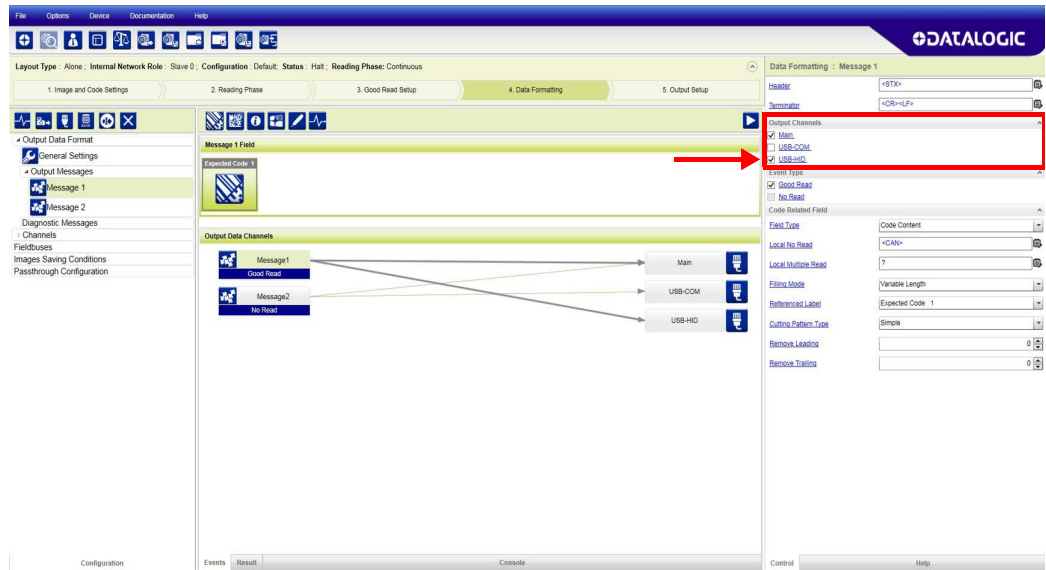 File Options Device Documentation Help
DATALOGIC
Layout Type : Alone ; Internal Network Role : Slave 0 ; Configuration : Default; Status : Halt ; Reading Phase: Continuous
1. Image and Code Settings 2. Reading Phase 3. Good Read Setup 4. Data Formatting 5. Output Setup
Output Data Format
General Settings
Output Messages
Message 1
Message 2
Diagnostic Messages
Channels
Fieldbuses
Images Saving Conditions
Passthrough Configuration
Configuration
Message 1 Field
Expected Code 1
Output Data Channels
Message1
Good Read
Message2
No Read
Main
USB-COM
USB-HID
Events Result Console
Data Formatting : Message 1
Header <STX>
Terminator <CR><LF>
Output Channels
Main
USB-COM
USB-HID
Event Type
Good Read
No Read
Code Related Field
Field Type Code Content
Local No Read <CAN>
Local Multiple Read ?
Filling Mode Variable Length
Referenced Label Expected Code 1
Cutting Pattern Type Simple
Remove Leading 0
Remove Trailing 0
Control Help